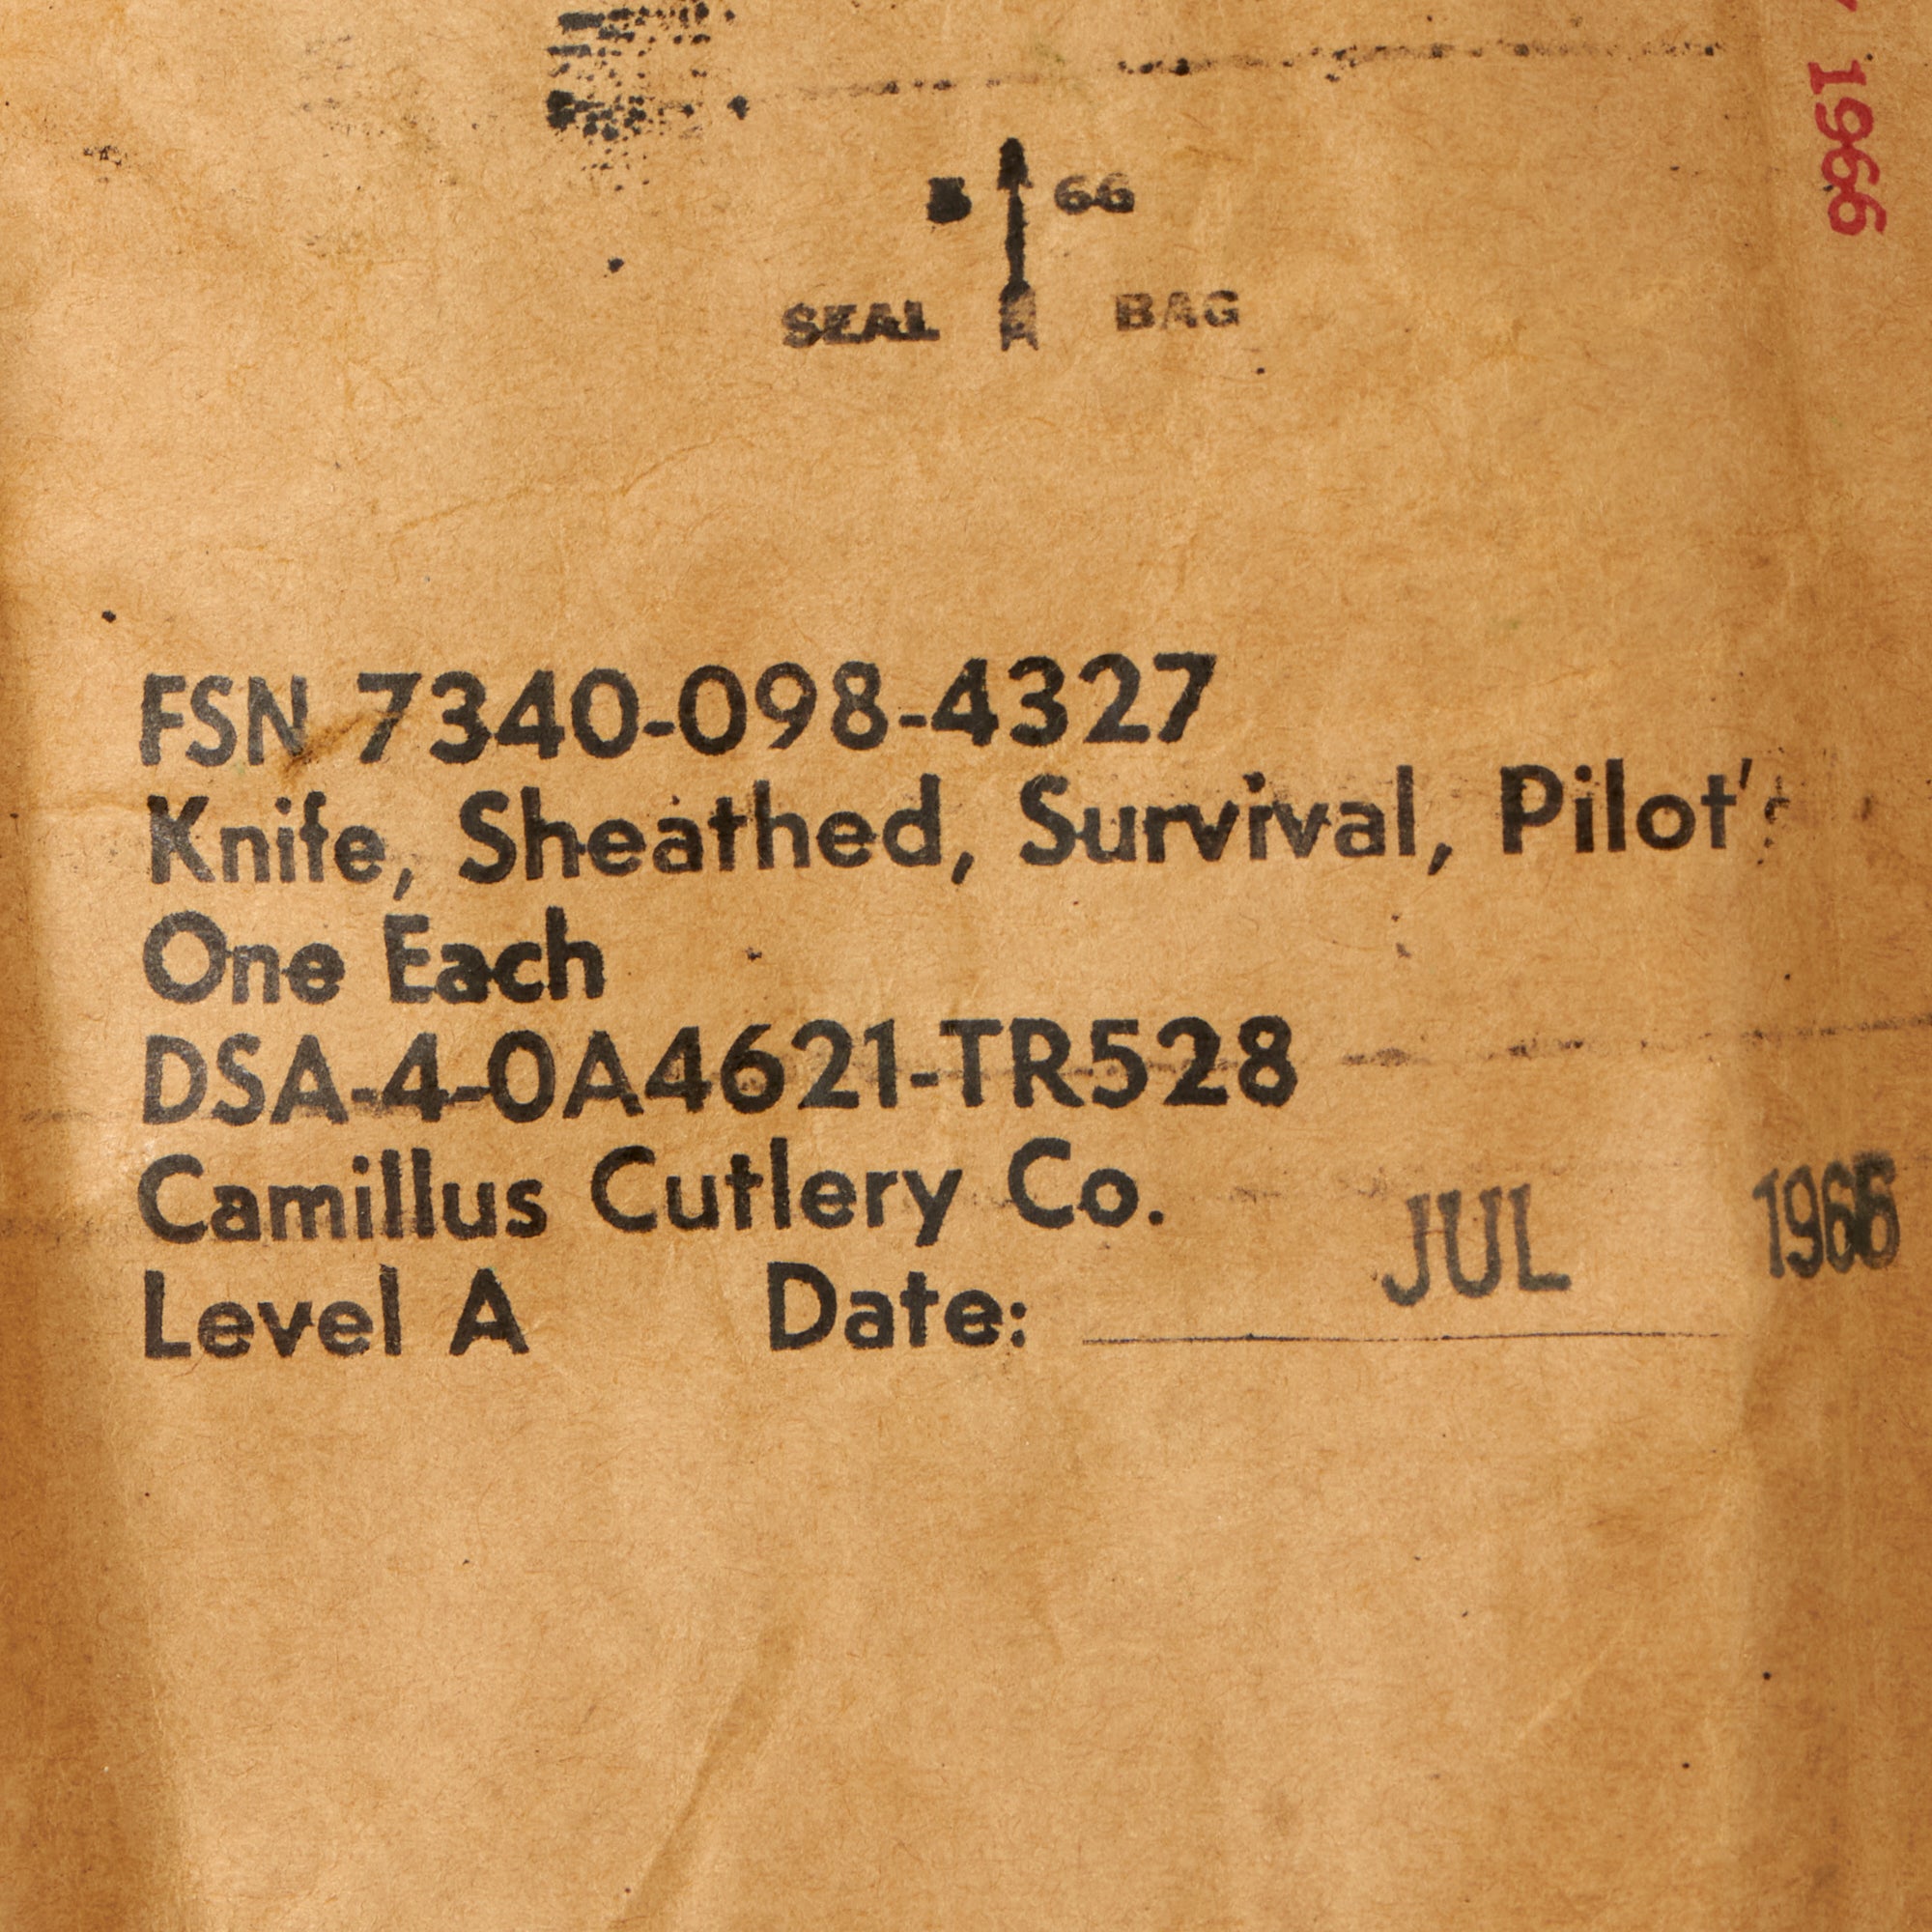 1966
66
SEAL BAG
FSN 7340-098-4327
Knife, Sheathed, Survival, Pilot's
One Each
DSA-4-0A4621-TR528
Camillus Cutlery Co.
JUL 1966
Level A Date: